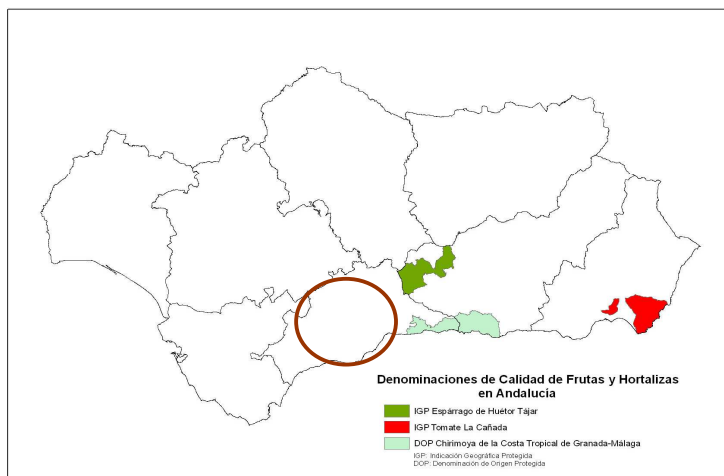 Denominaciones de Calidad de Frutas y Hortalizas
en Andalucía
IGP Espárrago de Huétor Tájar
IGP Tomate La Cañada
DOP Chirimoya de la Costa Tropical de Granada-Málaga
IGP: Indicación Geográfica Protegida
DOP: Denominación de Origen Protegida